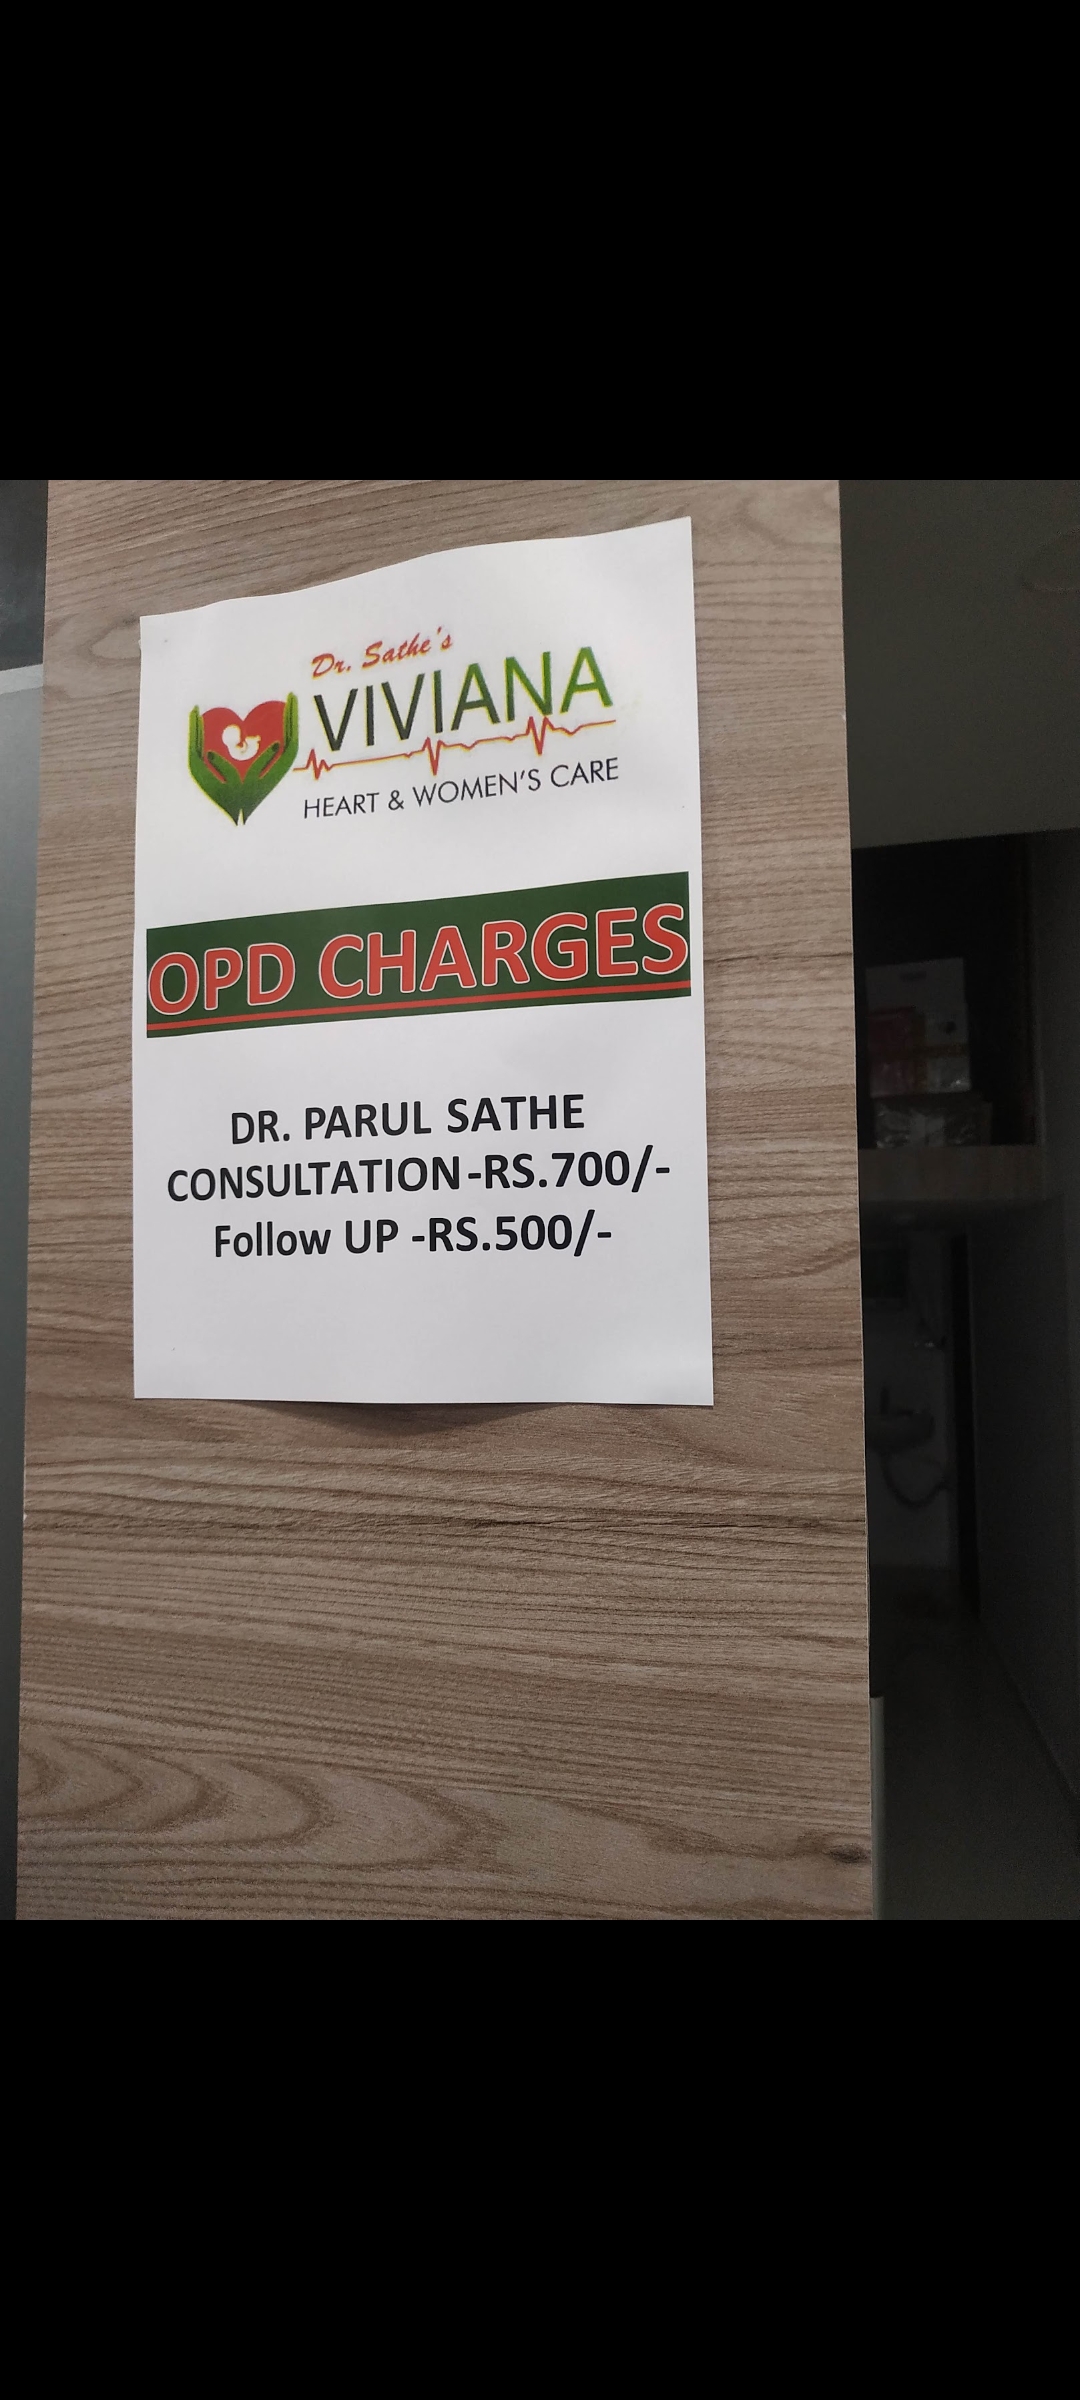 Dr. Sathe's
VIVIANA
HEART & WOMEN'S CARE
OPD CHARGES
DR. PARUL SATHE
CONSULTATION-RS.700/-
Follow UP -RS.500/-